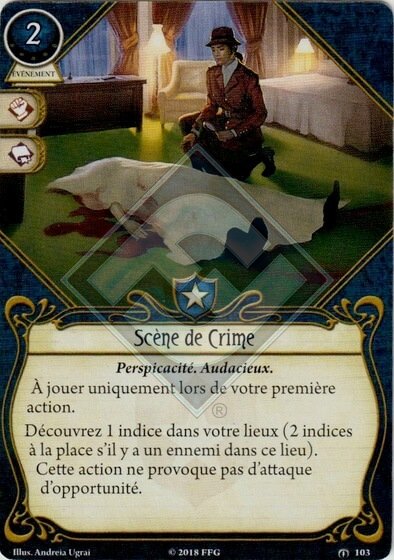 2
ÉVÉNEMENT
Scène de Crime
Perspicacité. Audacieux.
À jouer uniquement lors de votre première
action.
Découvrez 1 indice dans votre lieux (2 indices
à la place s'il y a un ennemi dans ce lieu).
Cette action ne provoque pas d'attaque
d'opportunité.
®
Illus. Andreia Ugrai
© 2018 FFG
103